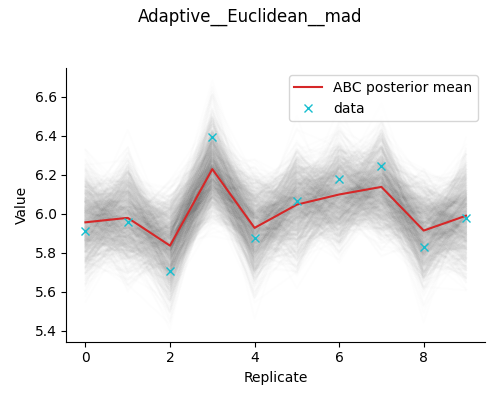 Adaptive__Euclidean__mad
ABC posterior mean
data
6.6
6.4
6.2
6.0
5.8
5.6
5.4
Value
0 2 4 6 8
Replicate